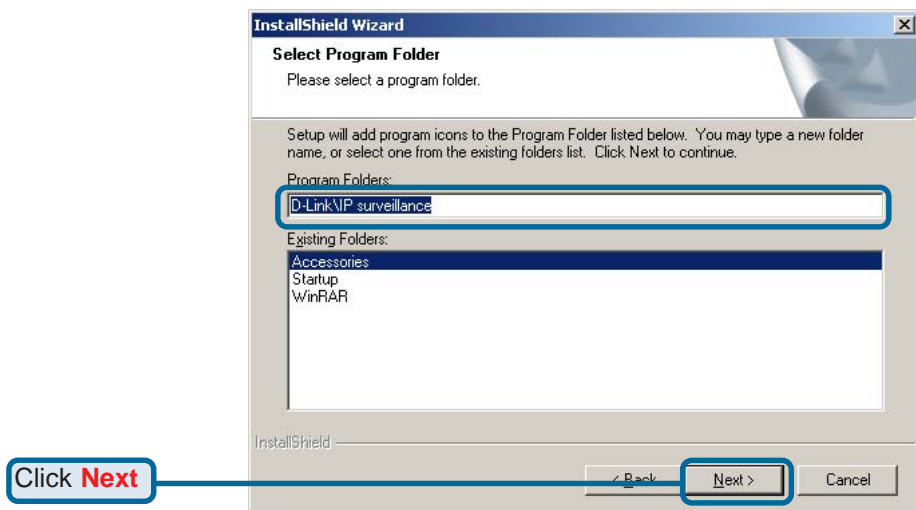 InstallShield Wizard
Select Program Folder
Please select a program folder.
Setup will add program icons to the Program Folder listed below. You may type a new folder
name, or select one from the existing folders list. Click Next to continue.
Program Folders:
D-Link\IP surveillance
Existing Folders:
Accessories
Startup
WinRAR
InstallShield
Click Next
< Back
Next >
Cancel